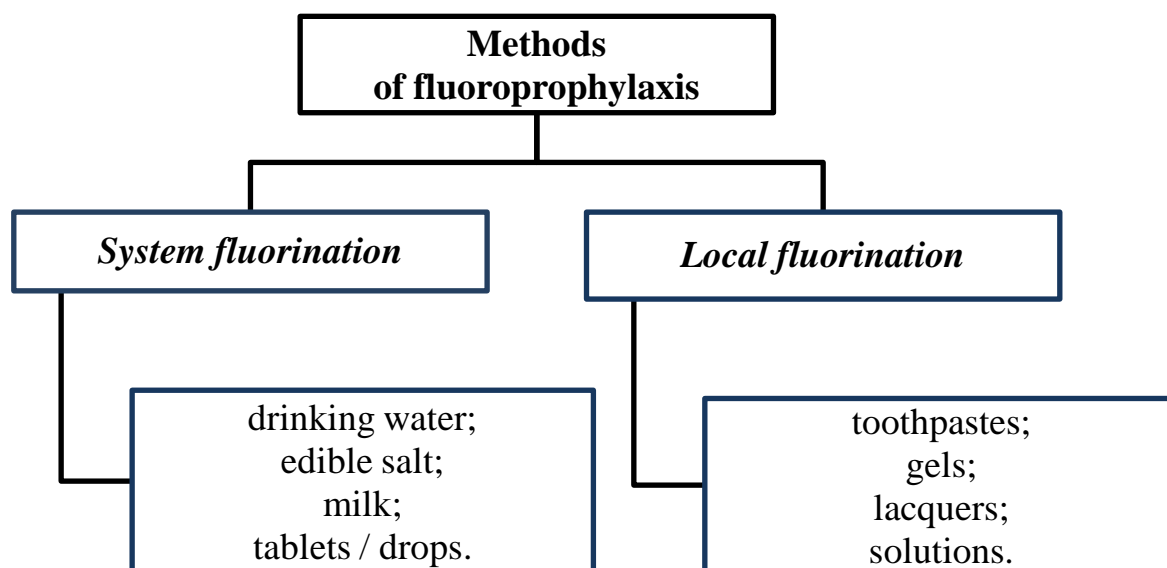 Methods
of fluoroprophylaxis
System fluorination
Local fluorination
drinking water;
edible salt;
milk;
tablets / drops.
toothpastes;
gels;
lacquers;
solutions.